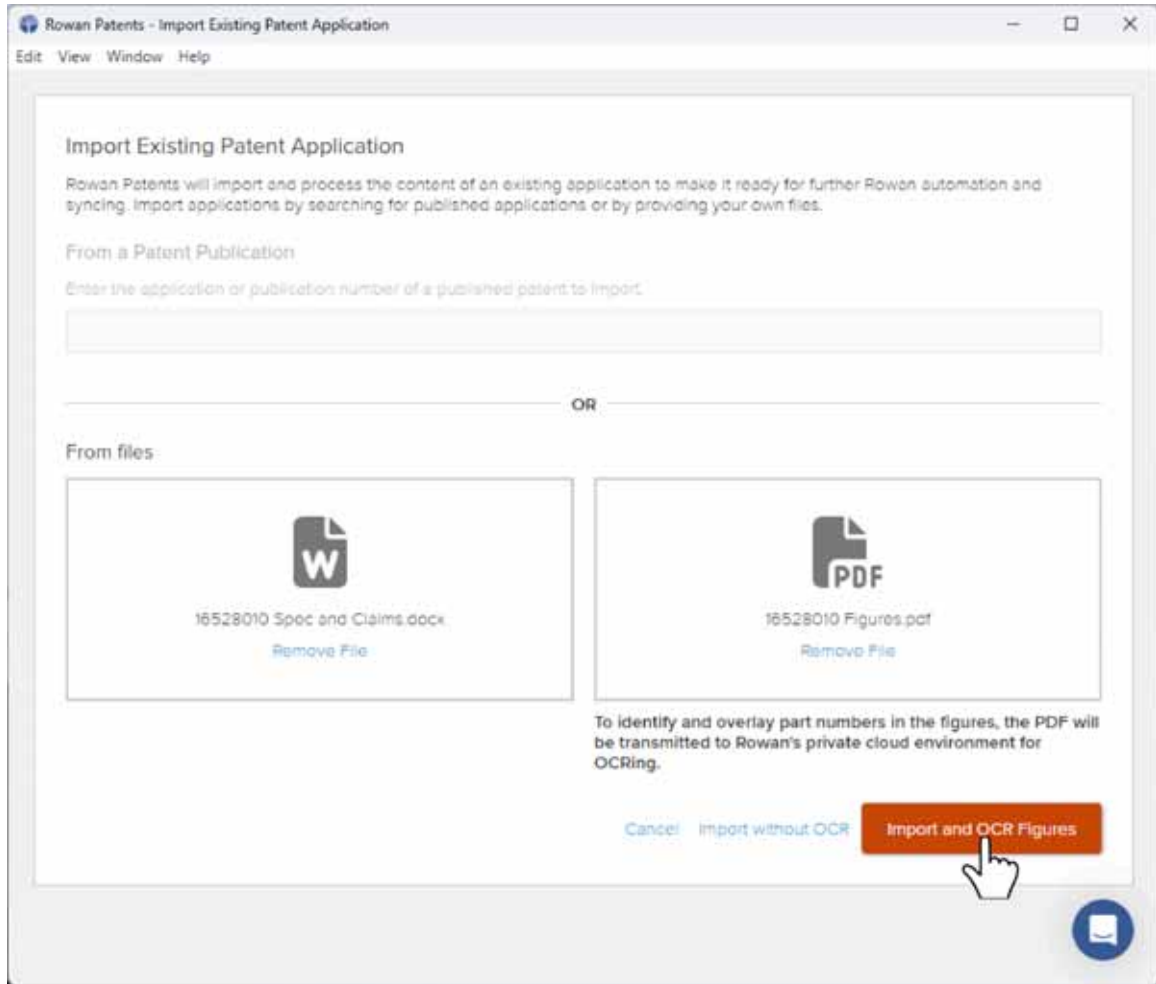 Rowan Patents - Import Existing Patent Application
Edit View Window Help
Import Existing Patent Application
Rowan Patents will import and process the content of an existing application to make it ready for further Rowan automation and
syncing. Import applications by searching for published applications or by providing your own files.
From a Patent Publication
Enter the application or publication number of a published patent to import.
OR
From files
W
16528010 Spec and Claims.docx
Remove File
PDF
16528010 Figures.pdf
Remove File
To identify and overlay part numbers in the figures, the PDF will
be transmitted to Rowan's private cloud environment for
OCRing.
Cancel Import without OCR Import and OCR Figures